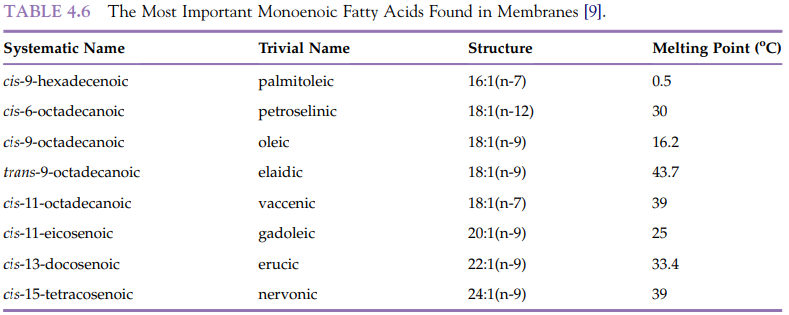 TABLE 4.6 The Most Important Monoenoic Fatty Acids Found in Membranes [9].
Systematic Name Trivial Name Structure Melting Point (ºC)
cis-9-hexadecenoic palmitoleic 16:1(n-7) 0.5
cis-6-octadecanoic petroselinic 18:1(n-12) 30
cis-9-octadecanoic oleic 18:1(n-9) 16.2
trans-9-octadecanoic elaidic 18:1(n-9) 43.7
cis-11-octadecanoic vaccenic 18:1(n-7) 39
cis-11-eicosenoic gadoleic 20:1(n-9) 25
cis-13-docosenoic erucic 22:1(n-9) 33.4
cis-15-tetracosenoic nervonic 24:1(n-9) 39